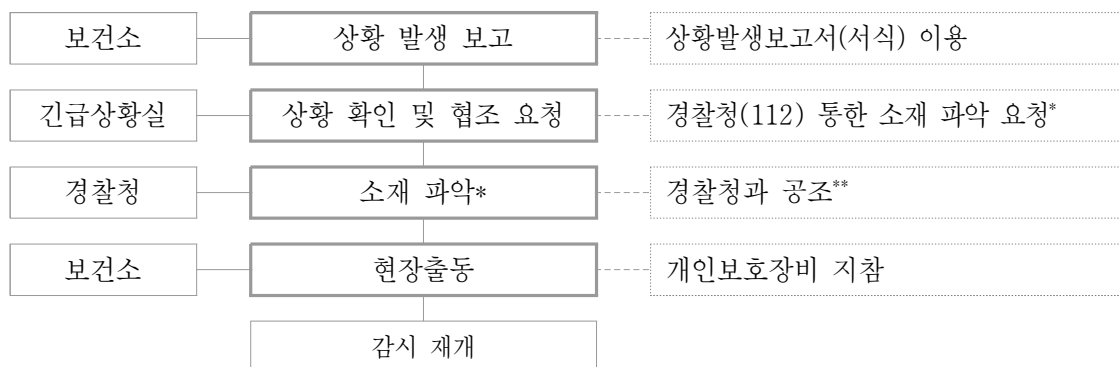 보건소 상황 발생 보고 상황발생보고서(서식) 이용
긴급상황실 상황 확인 및 협조 요청 경찰청(112) 통한 소재 파악 요청*
경찰청 소재 파악* 경찰청과 공조**
보건소 현장출동 개인보호장비 지참
감시 재개